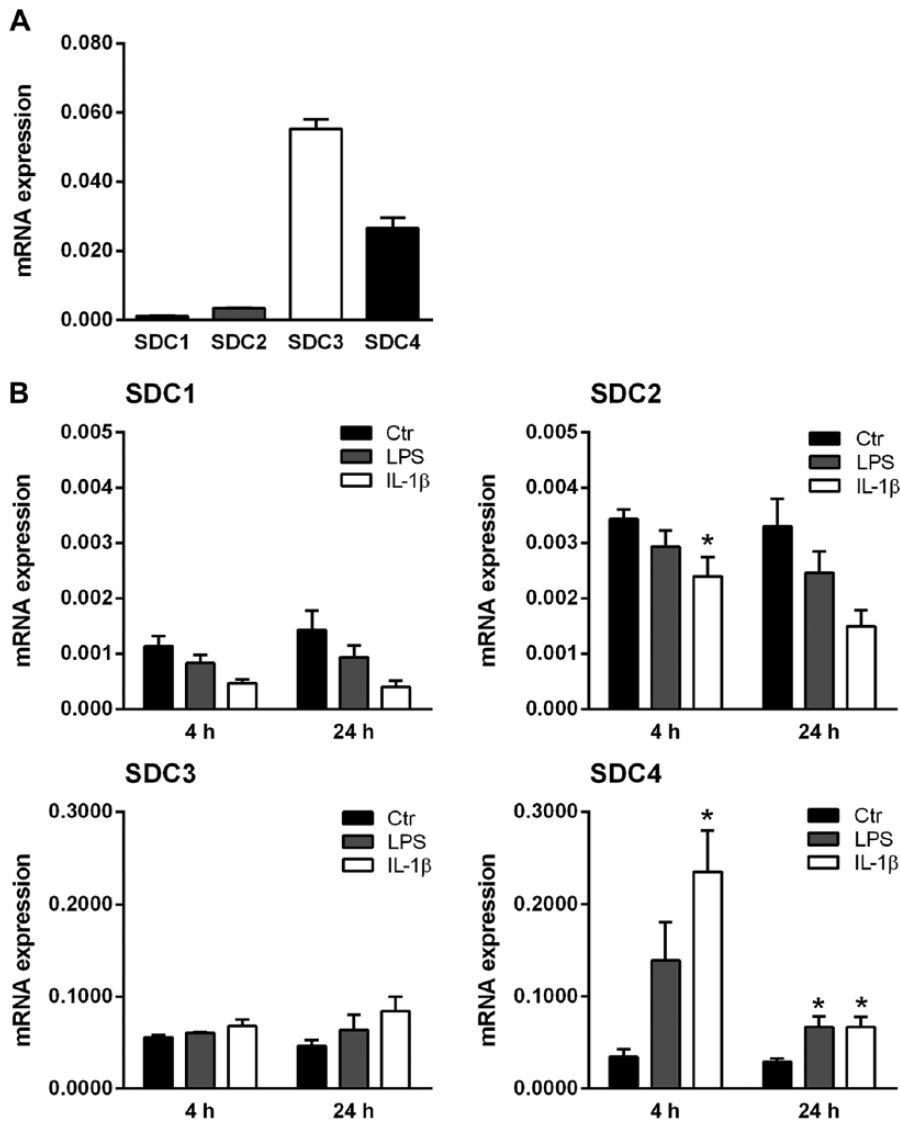 A
mRNA expression
0.080
0.060
0.040
0.020
0.000
SDC1 SDC2 SDC3 SDC4
B
SDC1
mRNA expression
0.005
0.004
0.003
0.002
0.001
0.000
Ctr
LPS
IL-1β
4 h 24 h
SDC2
mRNA expression
0.005
0.004
0.003
0.002
0.001
0.000
Ctr
LPS
IL-1β
*
4 h 24 h
SDC3
mRNA expression
0.3000
0.2000
0.1000
0.0000
Ctr
LPS
IL-1β
4 h 24 h
SDC4
mRNA expression
0.3000
0.2000
0.1000
0.0000
Ctr
LPS
IL-1β
*
* *
4 h 24 h